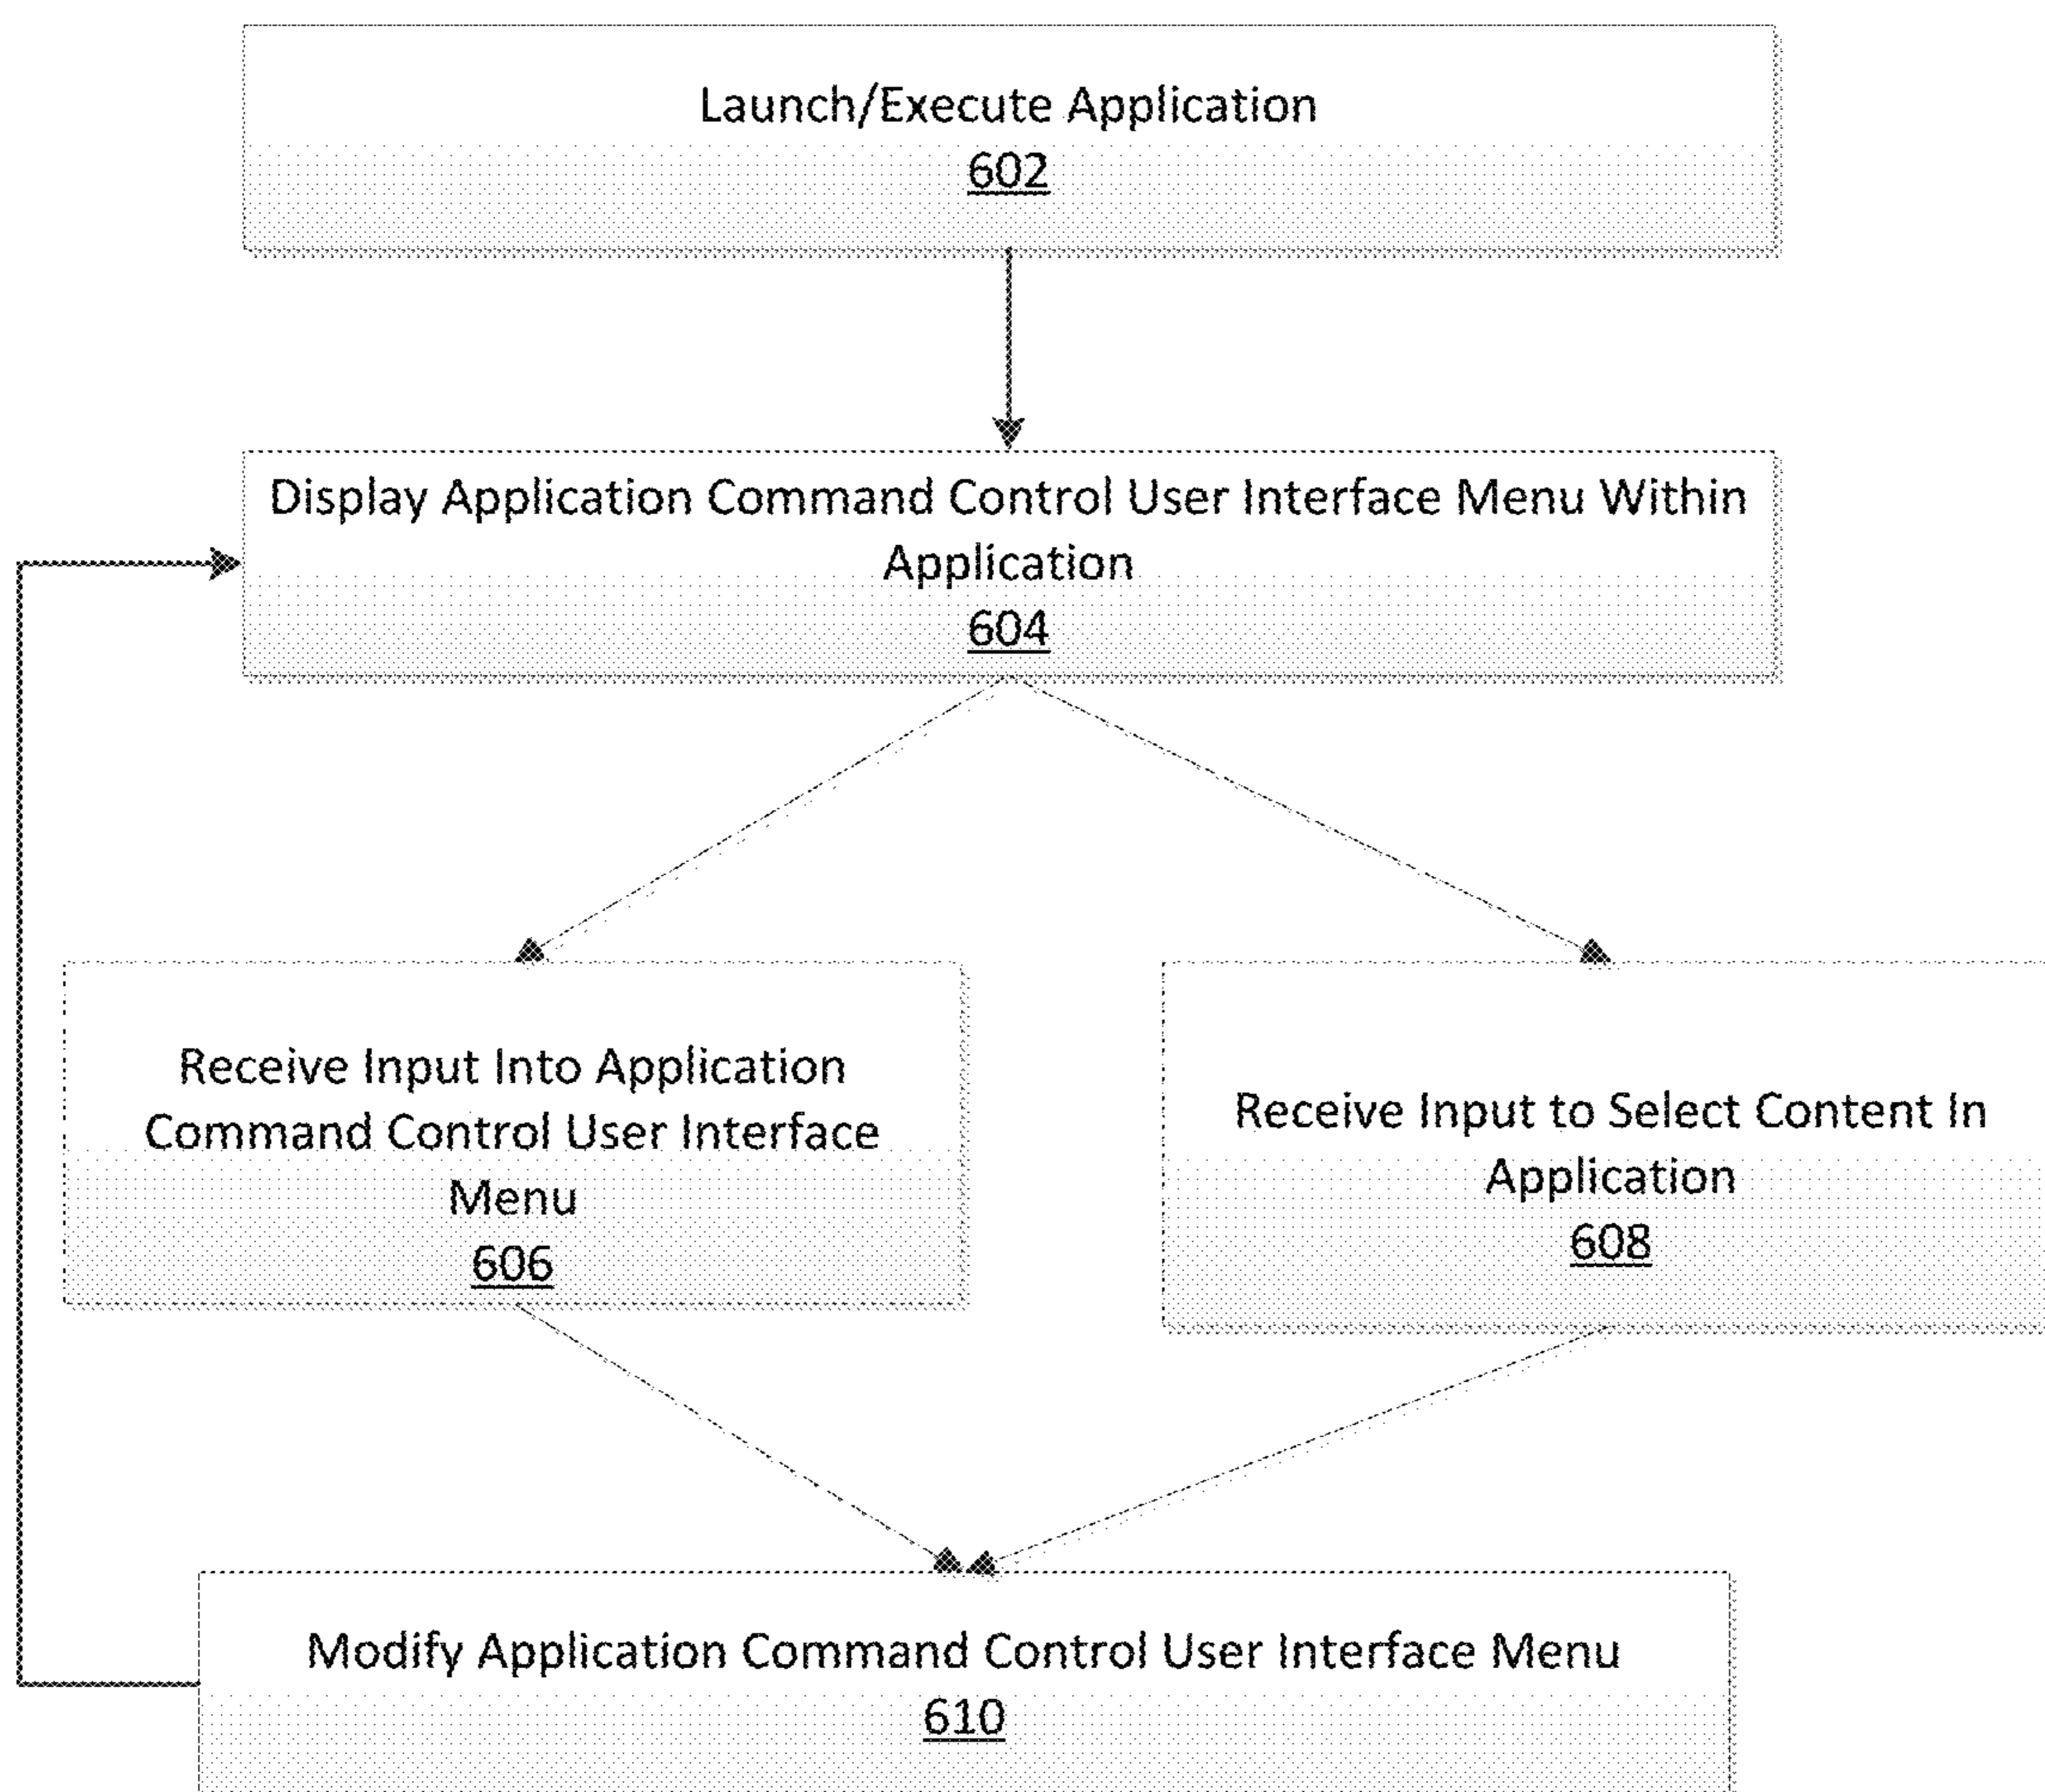 Launch/Execute Application
602
Display Application Command Control User Interface Menu Within
Application
604
Receive Input Into Application
Command Control User Interface
Menu
606
Receive Input to Select Content In
Application
608
Modify Application Command Control User Interface Menu
610